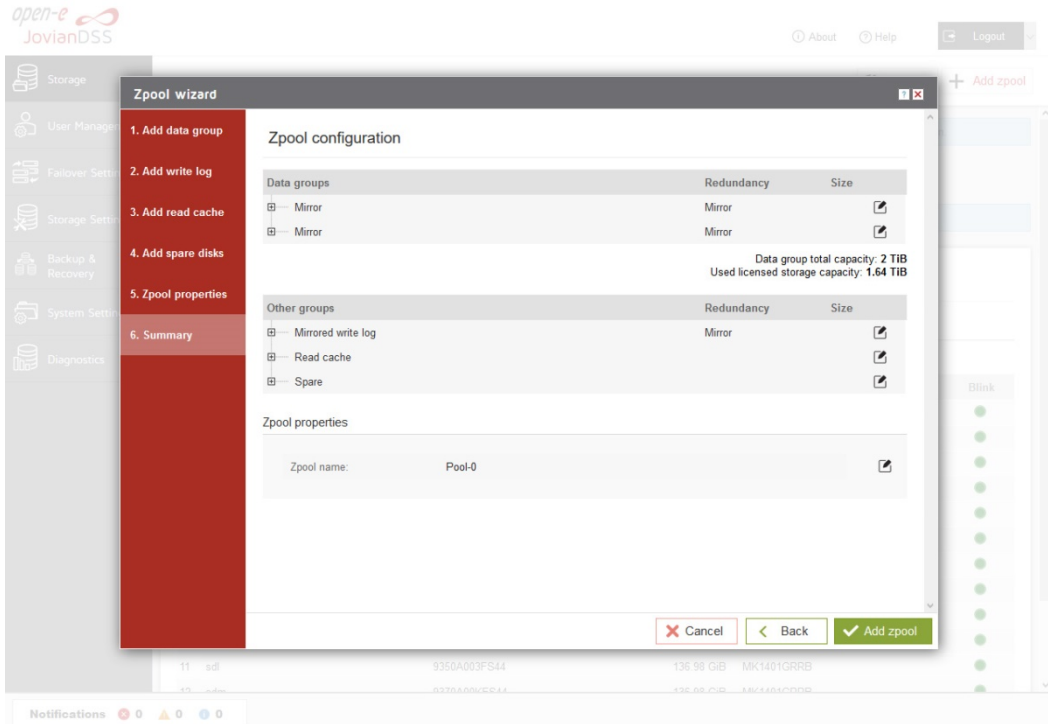 open-e
JovianDSS
About
Help
Logout
Storage
Add zpool
Zpool wizard
User Manage
Failover Setti
Storage Settin
Backup &
Recovery
System Settin
Diagnostics
1. Add data group
2. Add write log
3. Add read cache
4. Add spare disks
5. Zpool properties
6. Summary
Zpool configuration
Data groups Redundancy Size
Mirror Mirror
Mirror Mirror
Data group total capacity: 2 TiB
Used licensed storage capacity: 1.64 TiB
Other groups Redundancy Size
Mirrored write log Mirror
Read cache
Spare
Zpool properties
Zpool name: Pool-0
Blink
Cancel Back Add zpool
11 sdl 9350A003FS44 136.98 GiB MK1401GRRB
Notifications 0 0 0